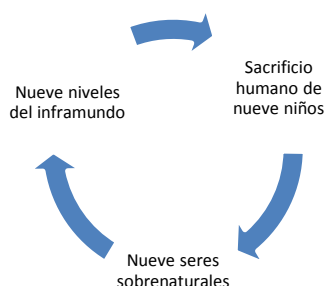 Sacrificio
humano de
nueve niños
Nueve seres
sobrenaturales
Nueve niveles
del inframundo